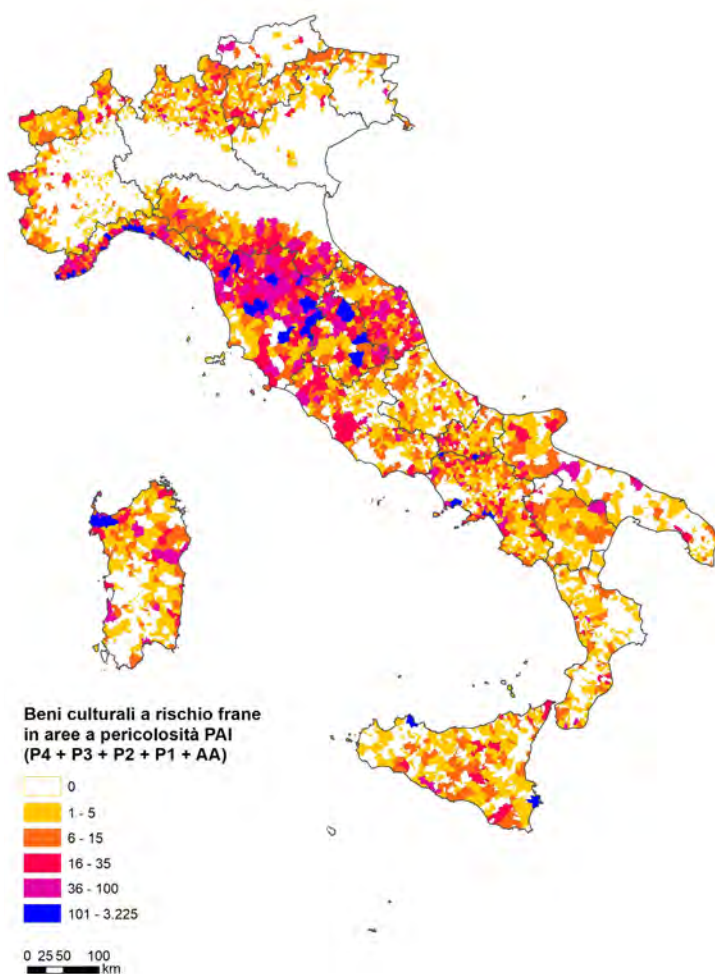 Beni culturali a rischio frane
in aree a pericolosità PAI
(P4 + P3 + P2 + P1 + AA)
0
1 - 5
6 - 15
16 - 35
36 - 100
101 - 3.225
0 25 50 100
km